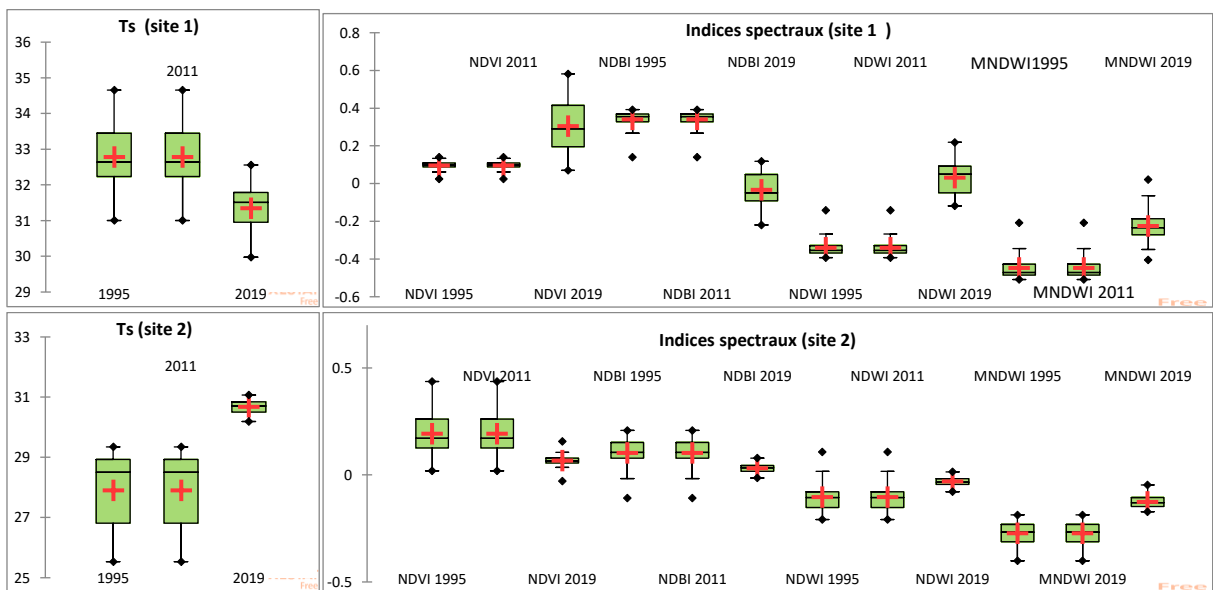 Ts (site 1)
36
35
34
33
32
31
30
29
2011
1995
2019
Free
Indices spectraux (site 1 )
0.8
0.6
0.4
0.2
0
-0.2
-0.4
-0.6
NDVI 2011
NDBI 1995
NDBI 2019
NDWI 2011
MNDWI1995
MNDWI 2019
NDVI 1995
NDVI 2019
NDBI 2011
NDWI 1995
NDWI 2019
MNDWI 2011
Free
Ts (site 2)
33
31
29
27
25
2011
1995
2019
Free
Indices spectraux (site 2)
0.5
0
-0.5
NDVI 2011
NDBI 1995
NDBI 2019
NDWI 2011
MNDWI 1995
MNDWI 2019
NDVI 1995
NDVI 2019
NDBI 2011
NDWI 1995
NDWI 2019
MNDWI 2019
Free